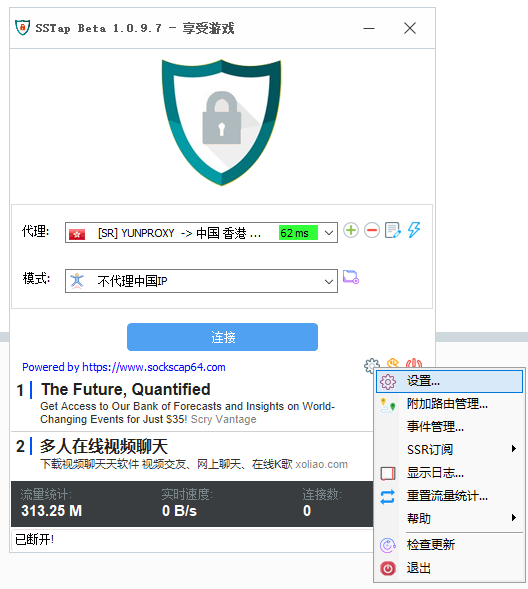 SSTap Beta 1.0.9.7 - 享受游戏
代理: [SR] YUNPROXY -> 中国 香港 ... 62 ms
模式: 不代理中国IP
连接
Powered by https://www.sockscap64.com
1 The Future, Quantified
Get Access to Our Bank of Forecasts and Insights on World-
Changing Events for Just $35! Scry Vantage
2 多人在线视频聊天
下载视频聊天天软件 视频交友、网上聊天、在线K歌 xoliao.com
流量统计: 实时速度: 连接数:
313.25 M 0 B/s 0
已断开!
设置...
附加路由管理...
事件管理...
SSR订阅
显示日志...
重置流量统计...
帮助
检查更新
退出